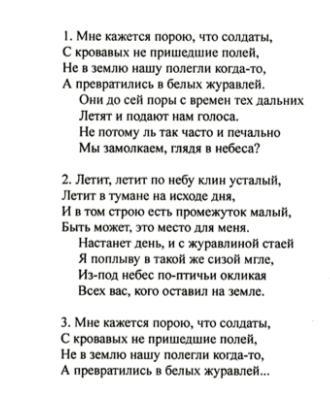 1. Мне кажется порою, что солдаты,
С кровавых не пришедшие полей,
Не в землю нашу полегли когда-то,
А превратились в белых журавлей.
Они до сей поры с времен тех дальних
Летят и подают нам голоса.
Не потому ль так часто и печально
Мы замолкаем, глядя в небеса?
2. Летит, летит по небу клин усталый,
Летит в тумане на исходе дня,
И в том строю есть промежуток малый,
Быть может, это место для меня.
Настанет день, и с журавлиной стаей
Я поплыву в такой же сизой мгле,
Из-под небес по-птичьи окликая
Всех вас, кого оставил на земле.
3. Мне кажется порою, что солдаты,
С кровавых не пришедшие полей,
Не в землю нашу полегли когда-то,
А превратились в белых журавлей...